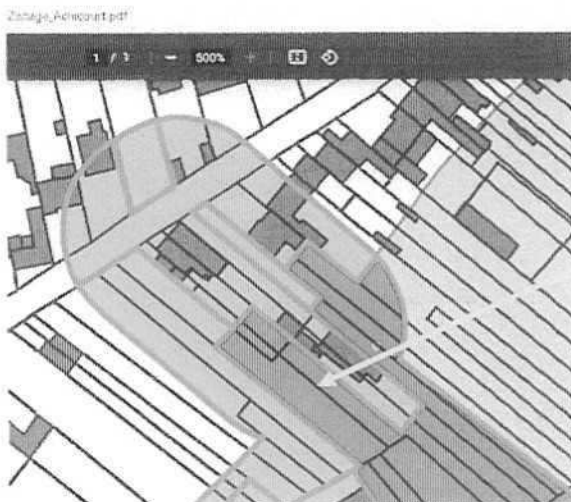 Zonage_Achicourt.pdf
1 / 1 — 500% +